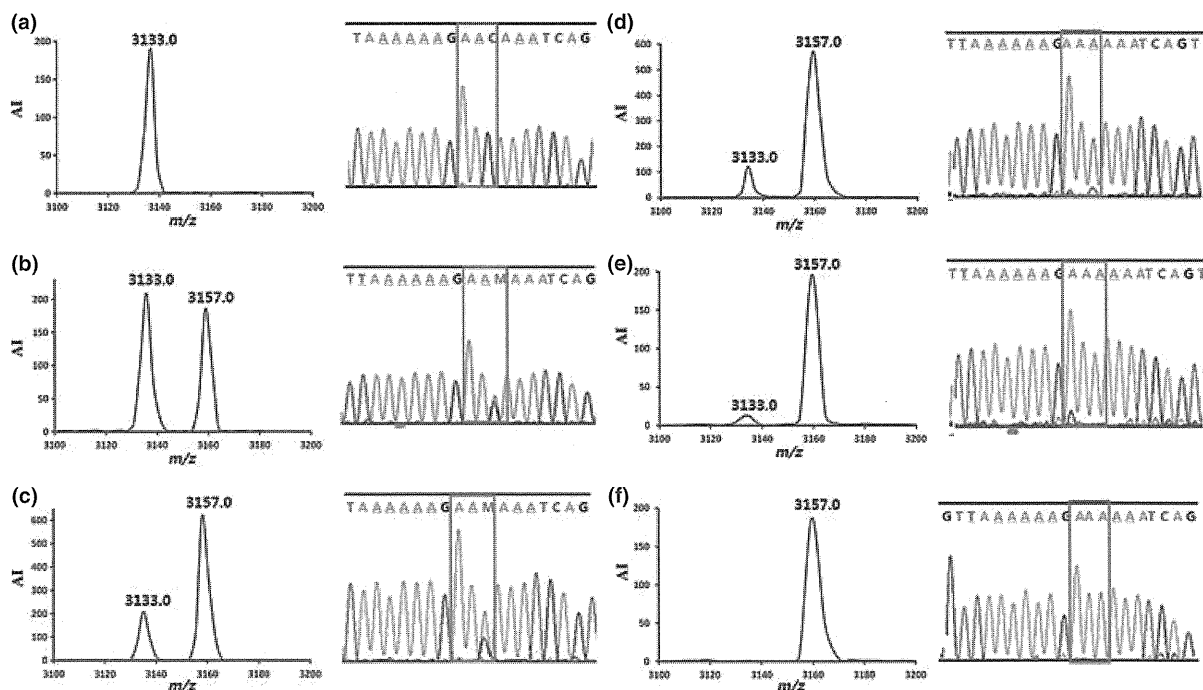 (a)
3133.0
AI
200
150
100
50
0
3100 3120 3140 3160 3180 3200
m/z
TAAAAAAGAACAAATCAG
(b)
3133.0
3157.0
AI
200
150
100
50
0
3100 3120 3140 3160 3180 3200
m/z
TTAAAAAAGAAMAAATCAG
(c)
3157.0
3133.0
AI
600
500
400
300
200
100
0
3100 3120 3140 3160 3180 3200
m/z
TAAAAAAGAAMAAATCAG
(d)
3157.0
3133.0
AI
600
500
400
300
200
100
0
3100 3120 3140 3160 3180 3200
m/z
TTAAAAAAGAAAAAATCAGT
(e)
3157.0
3133.0
AI
200
150
100
50
0
3100 3120 3140 3160 3180 3200
m/z
TTAAAAAAGAAAAAATCAGT
(f)
3157.0
AI
200
150
100
50
0
3100 3120 3140 3160 3180 3200
m/z
GTTAAAAAAGAAAAAATCAG